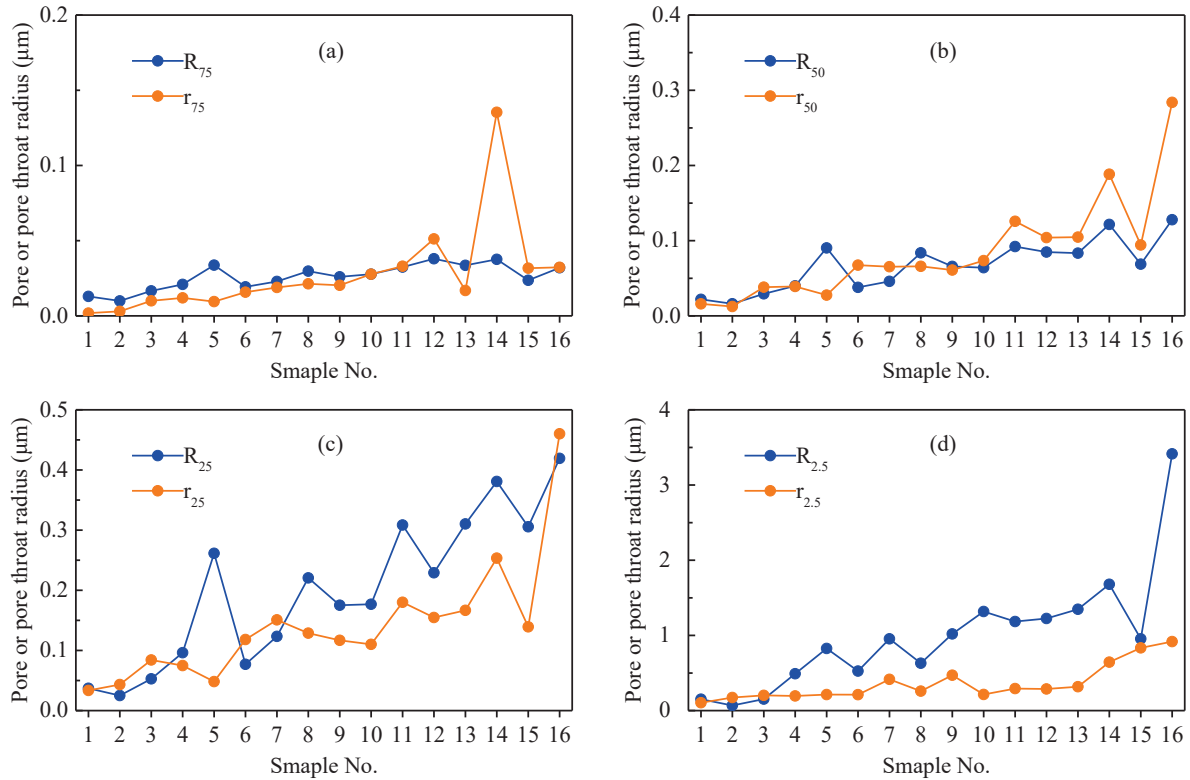 (a)
R75
r75
Pore or pore throat radius (μm)
0.2
0.1
0.0
1 2 3 4 5 6 7 8 9 10 11 12 13 14 15 16
Smaple No.
(b)
R50
r50
Pore or pore throat radius (μm)
0.4
0.3
0.2
0.1
0.0
1 2 3 4 5 6 7 8 9 10 11 12 13 14 15 16
Smaple No.
(c)
R25
r25
Pore or pore throat radius (μm)
0.5
0.4
0.3
0.2
0.1
0.0
1 2 3 4 5 6 7 8 9 10 11 12 13 14 15 16
Smaple No.
(d)
R2.5
r2.5
Pore or pore throat radius (μm)
4
3
2
1
0
1 2 3 4 5 6 7 8 9 10 11 12 13 14 15 16
Smaple No.